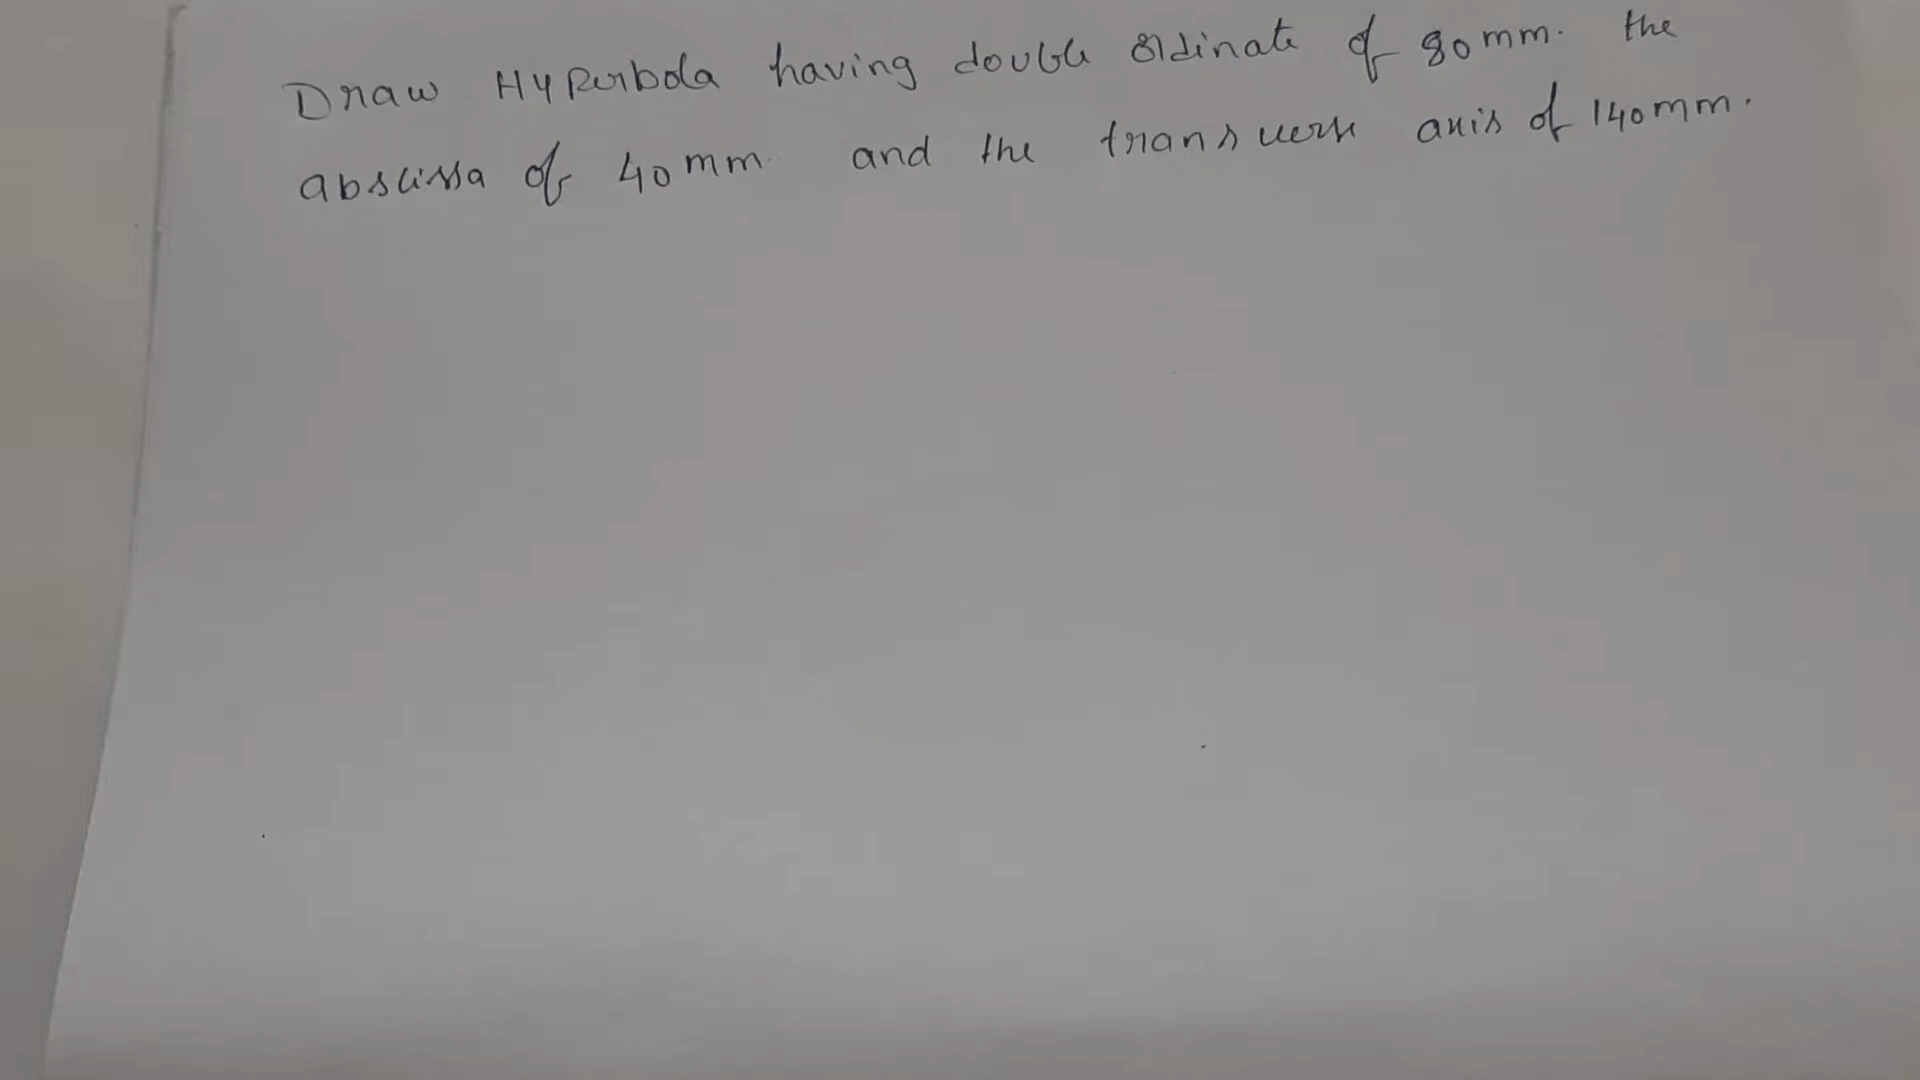 Draw Hyperbola having double ordinate of 80mm. the
abscissa of 40mm. and the transverse axis of 140mm.